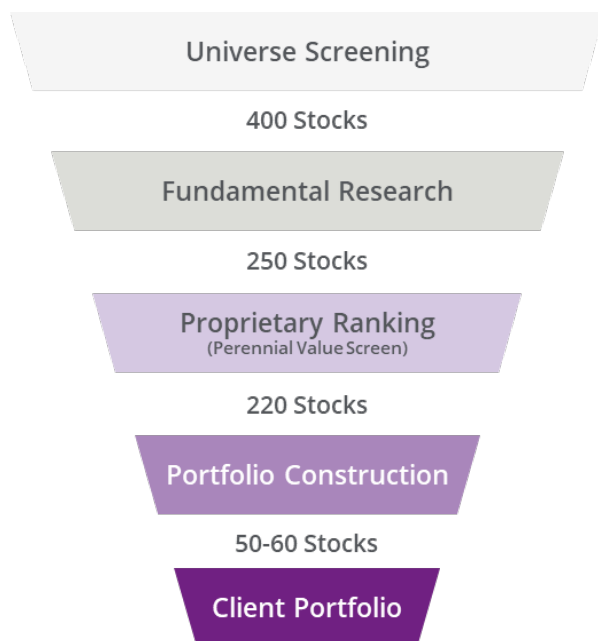 Universe Screening
400 Stocks
Fundamental Research
250 Stocks
Proprietary Ranking
(Perennial Value Screen)
220 Stocks
Portfolio Construction
50-60 Stocks
Client Portfolio